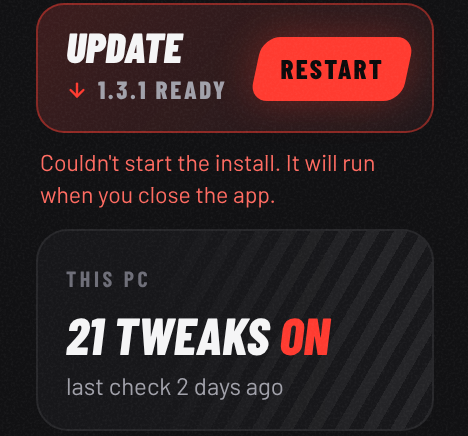 UPDATE
↓ 1.3.1 READY
RESTART
Couldn't start the install. It will run
when you close the app.
THIS PC
21 TWEAKS ON
last check 2 days ago